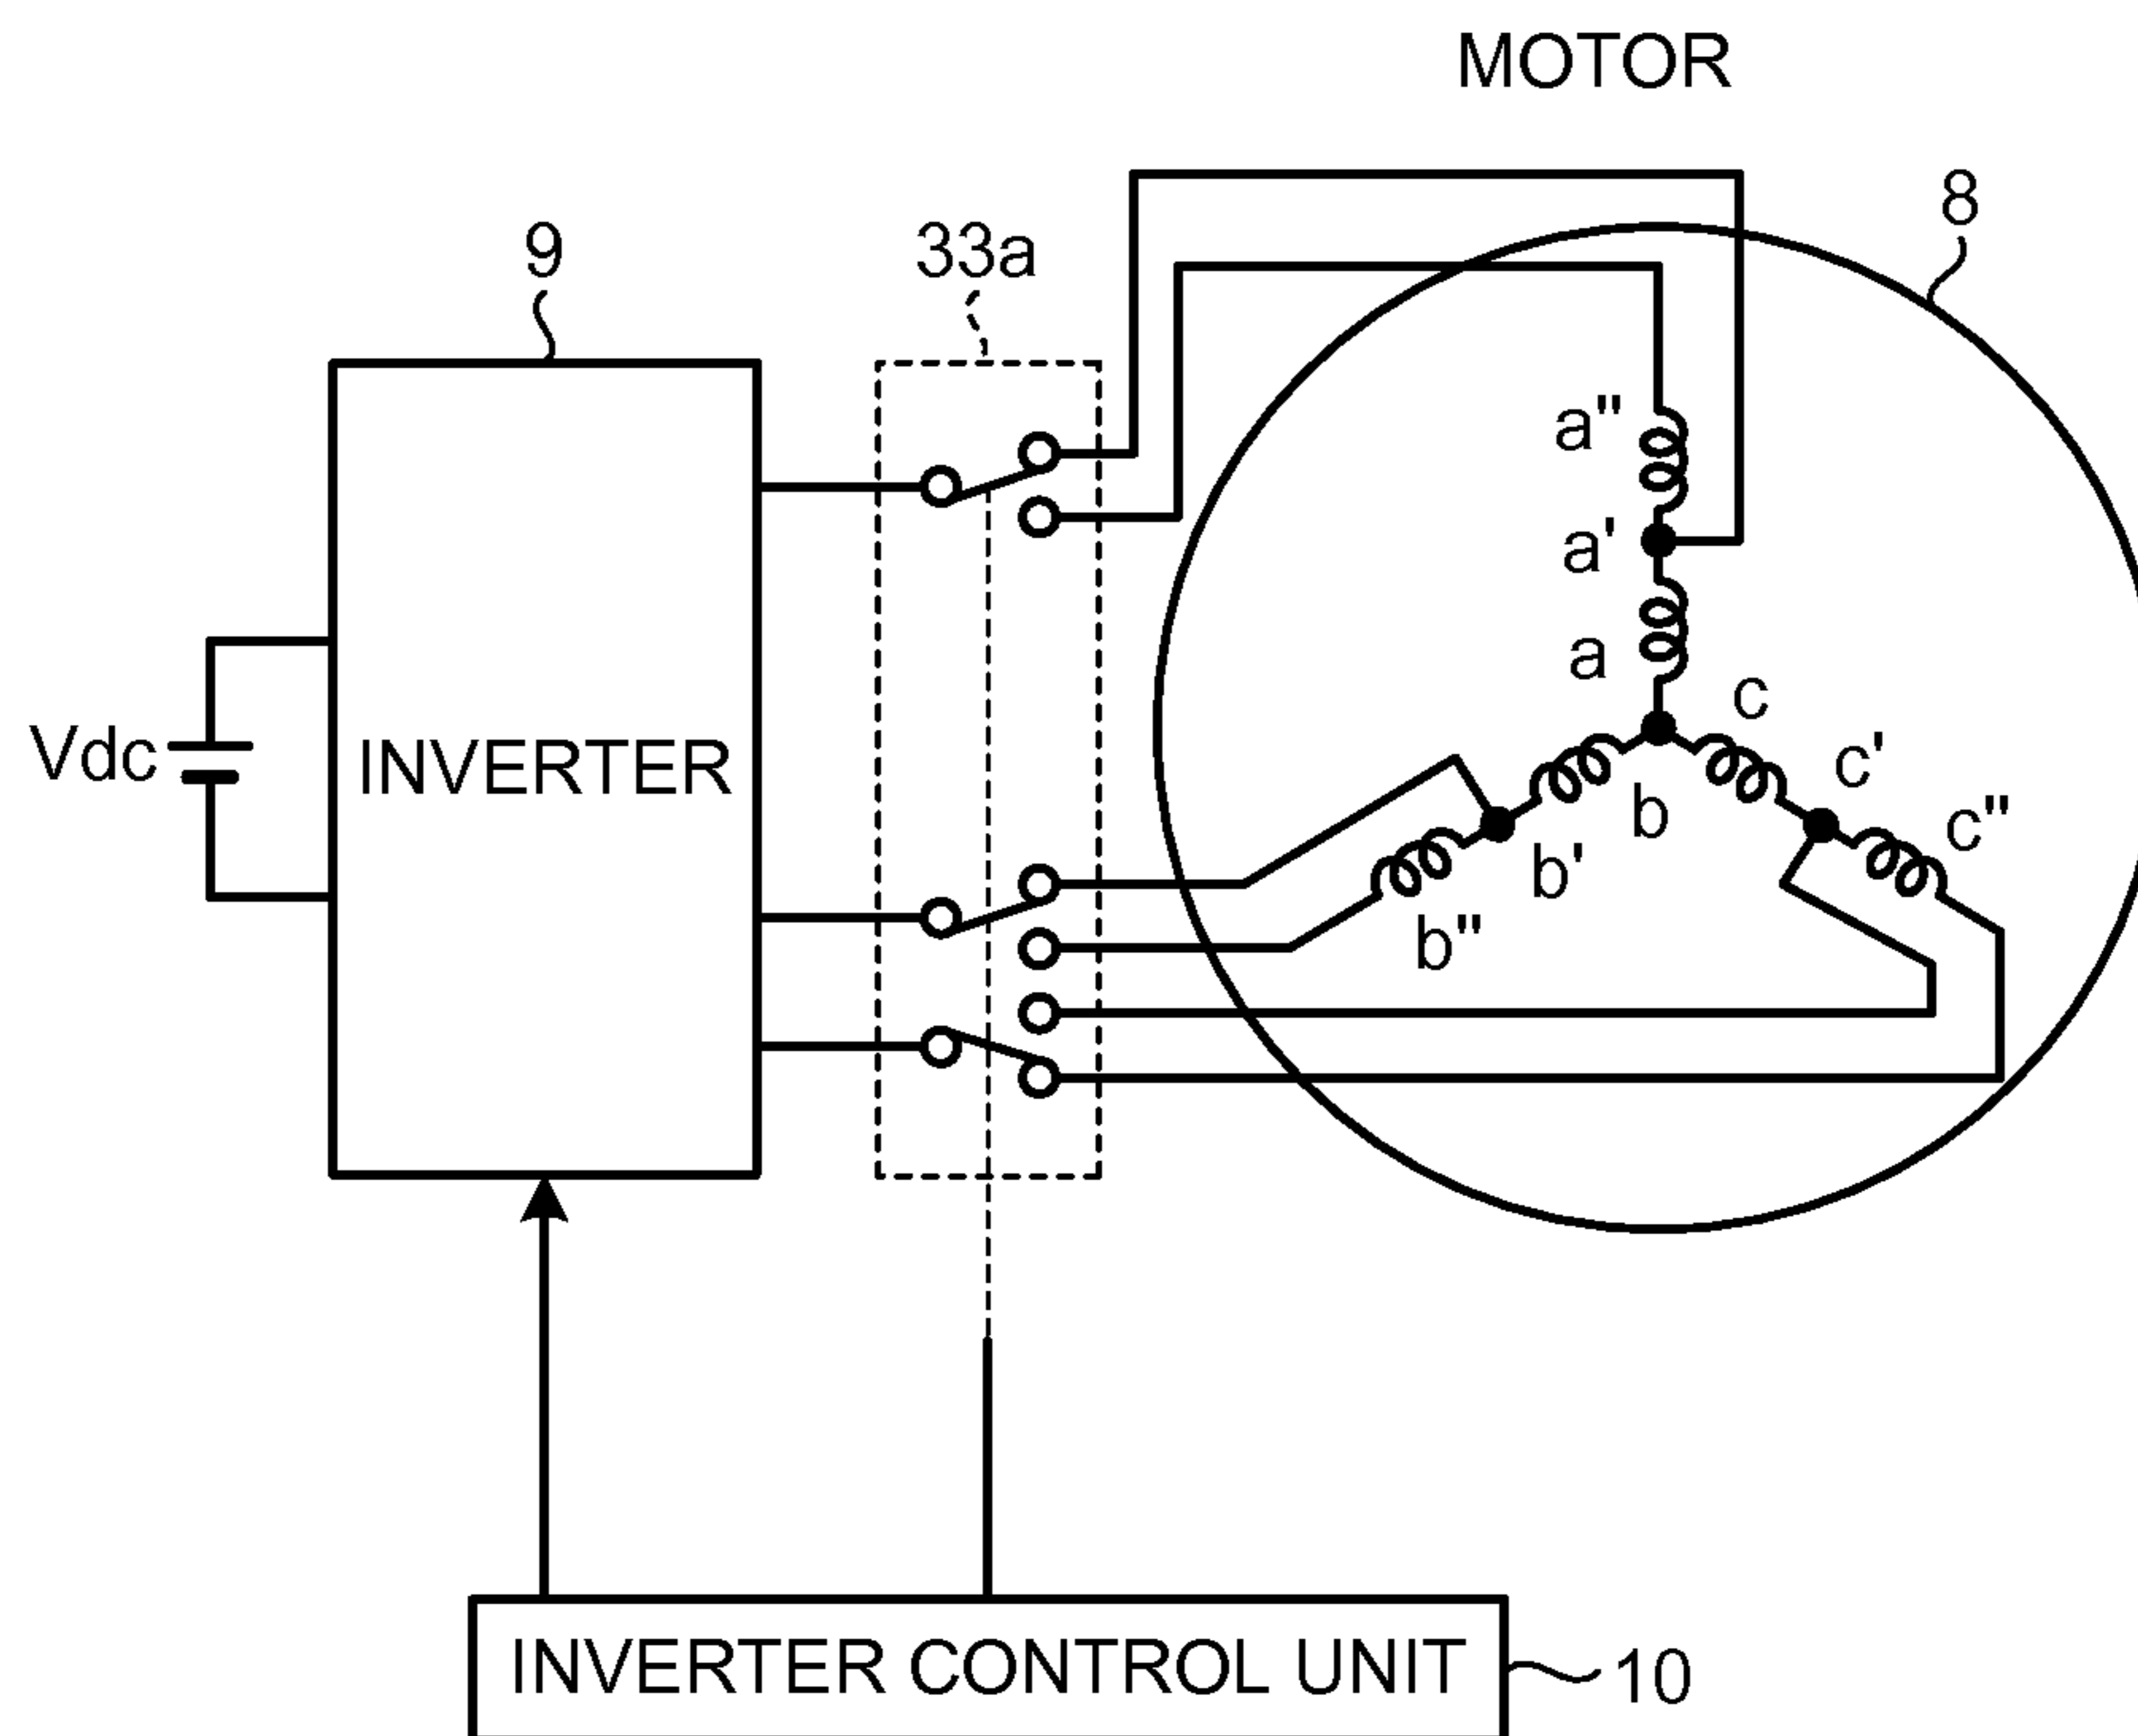 MOTOR
8
9
33a
a"
a'
a
c
c'
c"
Vdc
INVERTER
b
b'
b"
INVERTER CONTROL UNIT
10